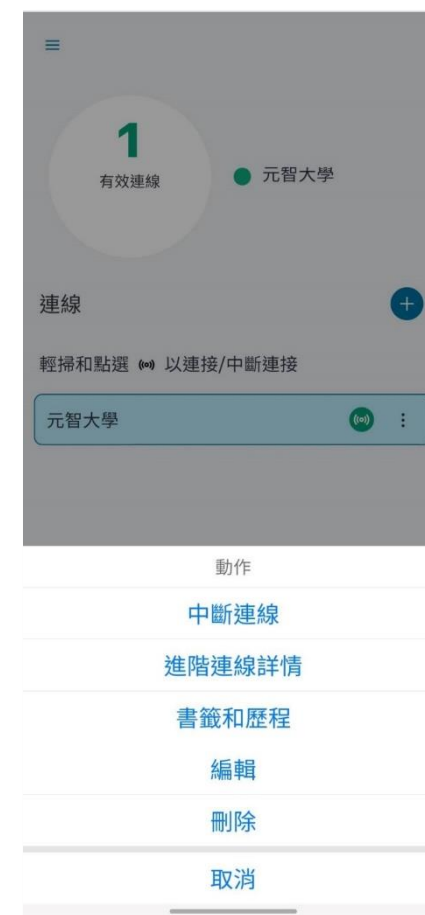 1
有效連線
元智大學
連線
輕掃和點選 以連接/中斷連接
元智大學
動作
中斷連線
進階連線詳情
書籤和歷程
編輯
刪除
取消